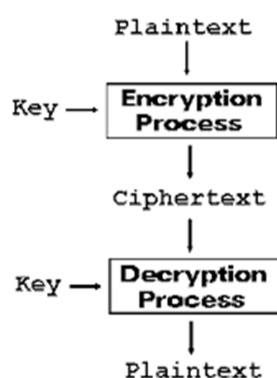 Plaintext
Key
Encryption
Process
Ciphertext
Key
Decryption
Process
Plaintext